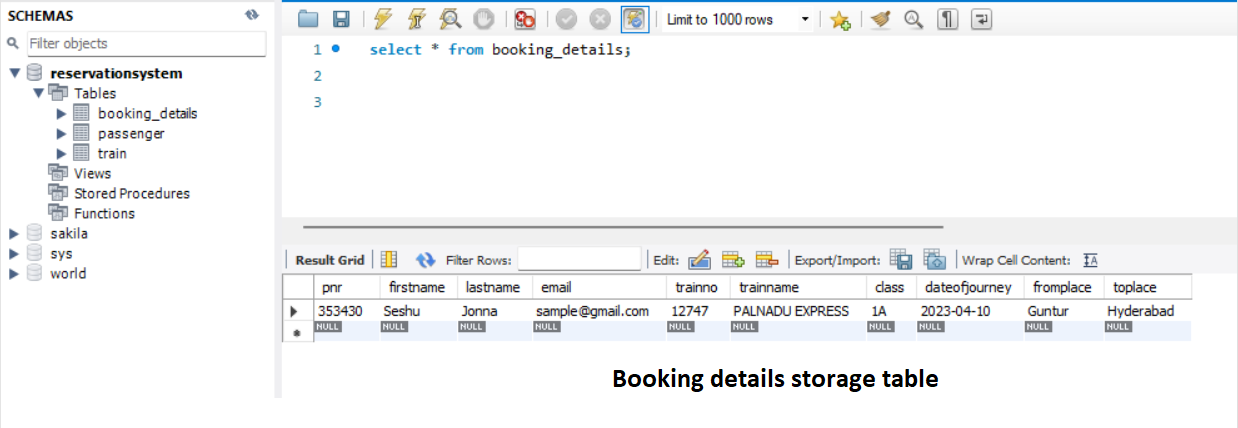 SCHEMAS
Filter objects
reservationsystem
Tables
booking_details
passenger
train
Views
Stored Procedures
Functions
sakila
sys
world
Limit to 1000 rows
1 select * from booking_details;
2
3
Result Grid Filter Rows: Edit: Export/Import: Wrap Cell Content:
pnr firstname lastname email trainno trainname class dateofjourney fromplace toplace
353430 Seshu Jonna sample@gmail.com 12747 PALNADU EXPRESS 1A 2023-04-10 Guntur Hyderabad
NULL NULL NULL NULL NULL NULL NULL NULL NULL NULL
Booking details storage table